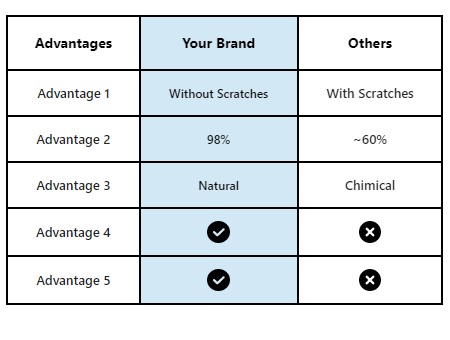 Advantages Your Brand Others
Advantage 1 Without Scratches With Scratches
Advantage 2 98% ~60%
Advantage 3 Natural Chimical
Advantage 4
Advantage 5